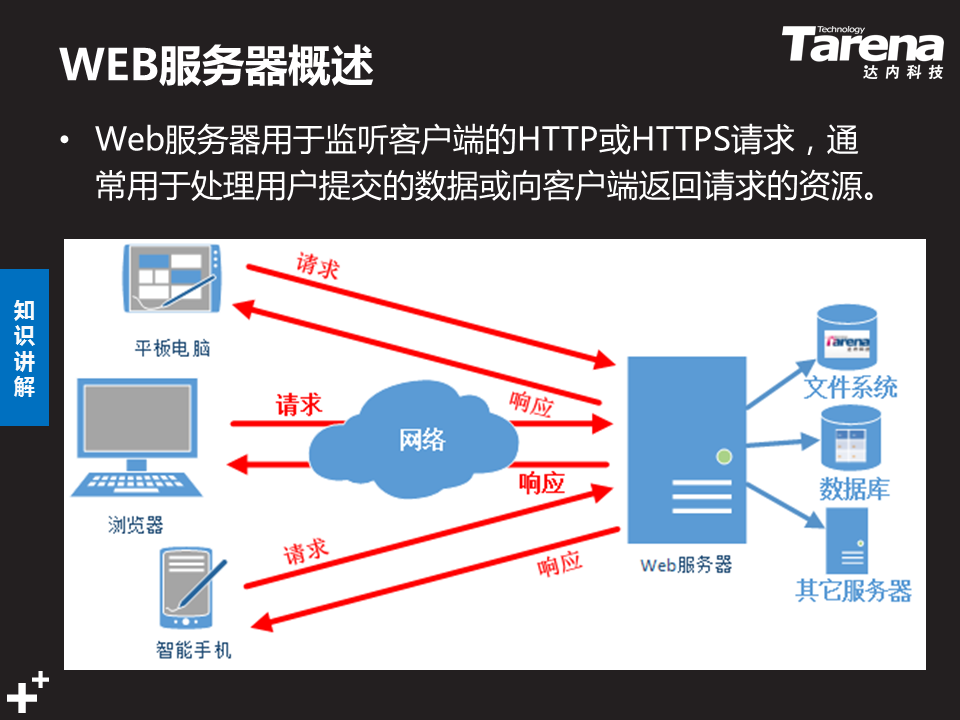 WEB服务器概述
Technology
Tarena
达内科技
• Web服务器用于监听客户端的HTTP或HTTPS请求，通
常用于处理用户提交的数据或向客户端返回请求的资源。
知识讲解
请求
平板电脑
响应
请求
网络
响应
浏览器
请求
响应
智能手机
Web服务器
Tarena
达内科技
文件系统
数据库
其它服务器